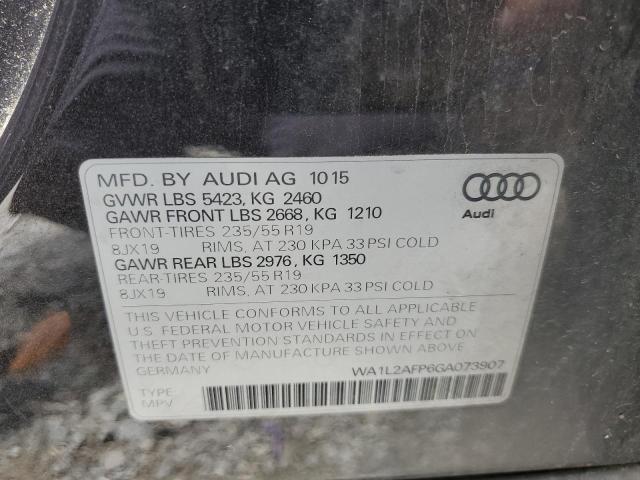 MFD. BY AUDI AG 1015
GVWR LBS 5423, KG 2460
GAWR FRONT LBS 2668, KG 1210
FRONT-TIRES 235/55 R19
8JX19 RIMS, AT 230 KPA 33 PSI COLD
GAWR REAR LBS 2976, KG 1350
REAR-TIRES 235/55 R19
8JX19 RIMS, AT 230 KPA 33 PSI COLD
Audi
THIS VEHICLE CONFORMS TO ALL APPLICABLE
U.S. FEDERAL MOTOR VEHICLE SAFETY AND
THEFT PREVENTION STANDARDS IN EFFECT ON
THE DATE OF MANUFACTURE SHOWN ABOVE.
GERMANY WA1L2AFP6GA073907
TYPE:
MPV